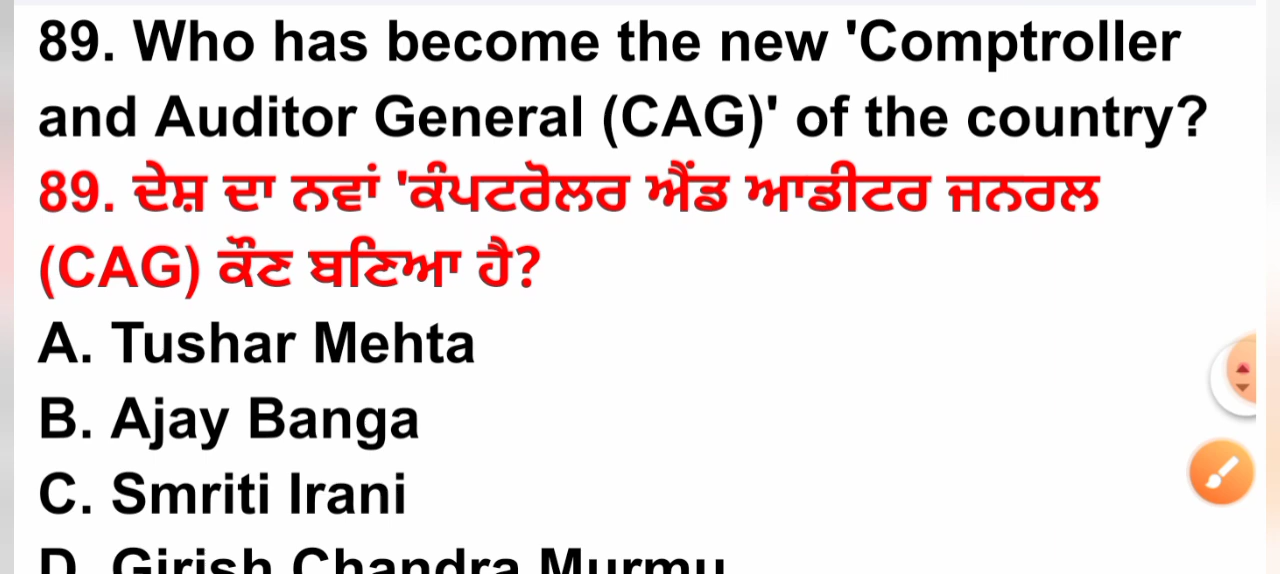 89. Who has become the new 'Comptroller
and Auditor General (CAG)' of the country?
89. ਦੇਸ਼ ਦਾ ਨਵਾਂ 'ਕੰਪਟਰੋਲਰ ਐਂਡ ਆਡੀਟਰ ਜਨਰਲ
(CAG) ਕੌਣ ਬਣਿਆ ਹੈ?
A. Tushar Mehta
B. Ajay Banga
C. Smriti Irani
D. Girish Chandra Murmu